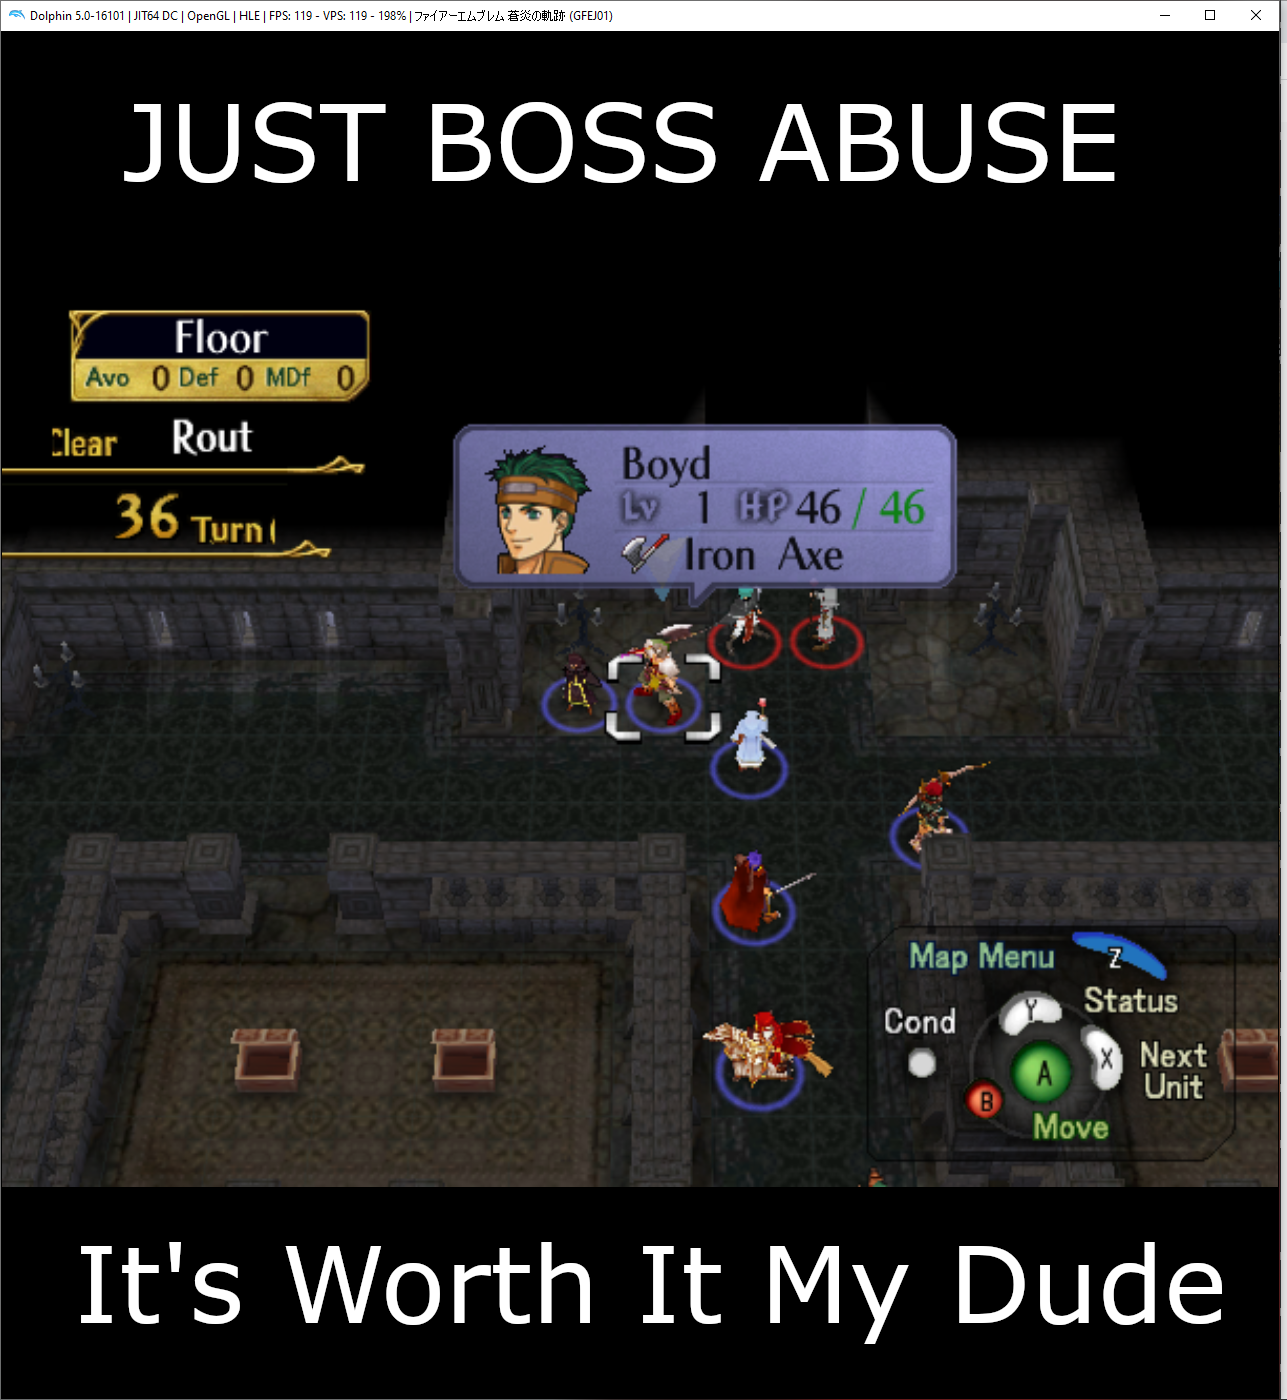 Dolphin 5.0-16101 | JIT64 DC | OpenGL | HLE | FPS: 119 - VPS: 119 - 198% | ファイアーエムブレム 蒼炎の軌跡 (GFEJ01)
JUST BOSS ABUSE
Floor
Avo 0 Def 0 MDf 0
Clear Rout
36 Turn(
Boyd
Lv 1 HP 46 / 46
Iron Axe
Map Menu Z
Cond Y Status
A X Next
Unit
B
Move
It's Worth It My Dude